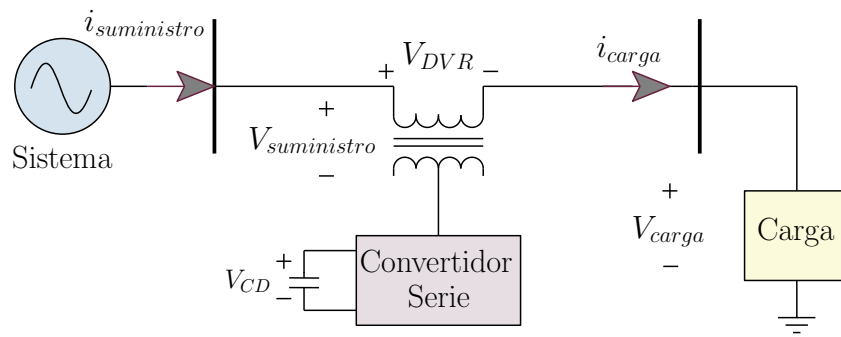 i_suministro
V_DVR
i_carga
+ −
+
V_suministro
−
Sistema
+
V_carga
−
Carga
Convertidor
Serie
+
V_CD
−